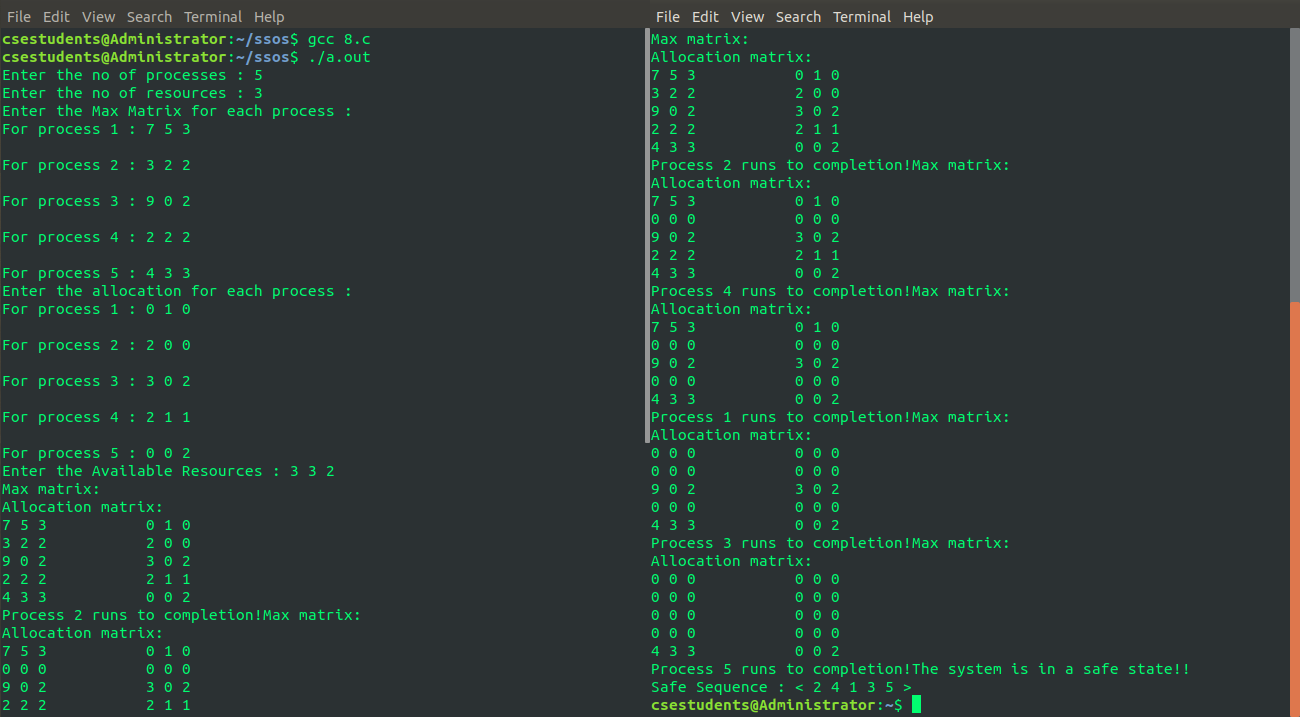 File Edit View Search Terminal Help
csestudents@Administrator:~/ssos$ gcc 8.c
csestudents@Administrator:~/ssos$ ./a.out
Enter the no of processes : 5
Enter the no of resources : 3
Enter the Max Matrix for each process :
For process 1 : 7 5 3
For process 2 : 3 2 2
For process 3 : 9 0 2
For process 4 : 2 2 2
For process 5 : 4 3 3
Enter the allocation for each process :
For process 1 : 0 1 0
For process 2 : 2 0 0
For process 3 : 3 0 2
For process 4 : 2 1 1
For process 5 : 0 0 2
Enter the Available Resources : 3 3 2
Max matrix:
Allocation matrix:
7 5 3 0 1 0
3 2 2 2 0 0
9 0 2 3 0 2
2 2 2 2 1 1
4 3 3 0 0 2
Process 2 runs to completion!Max matrix:
Allocation matrix:
7 5 3 0 1 0
0 0 0 0 0 0
9 0 2 3 0 2
2 2 2 2 1 1
File Edit View Search Terminal Help
Max matrix:
Allocation matrix:
7 5 3 0 1 0
3 2 2 2 0 0
9 0 2 3 0 2
2 2 2 2 1 1
4 3 3 0 0 2
Process 2 runs to completion!Max matrix:
Allocation matrix:
7 5 3 0 1 0
0 0 0 0 0 0
9 0 2 3 0 2
2 2 2 2 1 1
4 3 3 0 0 2
Process 4 runs to completion!Max matrix:
Allocation matrix:
7 5 3 0 1 0
0 0 0 0 0 0
9 0 2 3 0 2
0 0 0 0 0 0
4 3 3 0 0 2
Process 1 runs to completion!Max matrix:
Allocation matrix:
0 0 0 0 0 0
0 0 0 0 0 0
9 0 2 3 0 2
0 0 0 0 0 0
4 3 3 0 0 2
Process 3 runs to completion!Max matrix:
Allocation matrix:
0 0 0 0 0 0
0 0 0 0 0 0
0 0 0 0 0 0
0 0 0 0 0 0
4 3 3 0 0 2
Process 5 runs to completion!The system is in a safe state!!
Safe Sequence : < 2 4 1 3 5 >
csestudents@Administrator:~$